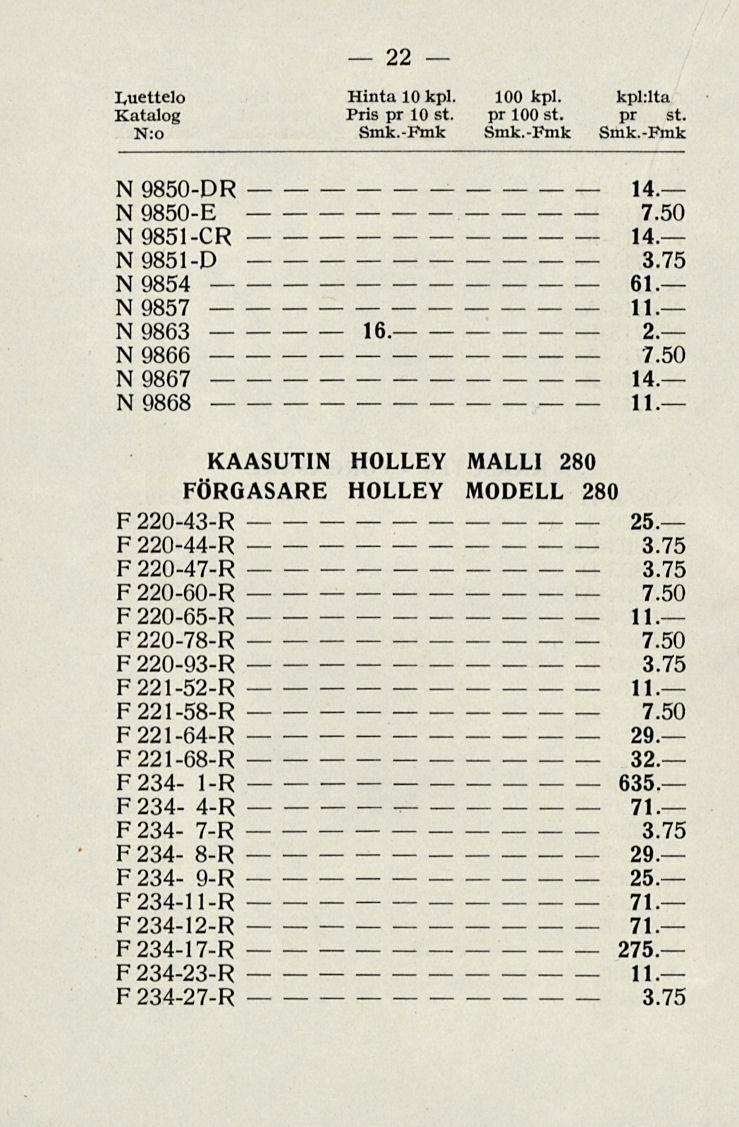 — 22 —
Luettelo Hinta 10 kpl. 100 kpl. kpl:lta
Katalog Pris pr 10 st. pr 100 st. pr st.
N:o Smk.-Fmk Smk.-Fmk Smk.-Fmk
N 9850-DR — — — — — — — — — — 14.—
N 9850-E — — — — — — — — — — 7.50
N 9851-CR — — — — — — — — — — 14.—
N 9851-D — — — — — — — — — — 3.75
N 9854 — — — — — — — — — — — 61.—
N 9857 — — — — — — — — — — — 11.—
N 9863 — — — — 16.— — — — — — 2.—
N 9866 — — — — — — — — — — — 7.50
N 9867 — — — — — — — — — — — 14.—
N 9868 — — — — — — — — — — — 11.—
KAASUTIN HOLLEY MALLI 280
FÖRGASARE HOLLEY MODELL 280
F 220-43-R — — — — — — — — — — 25.—
F 220-44-R — — — — — — — — — — 3.75
F 220-47-R — — — — — — — — — — 3.75
F 220-60-R — — — — — — — — — — 7.50
F 220-65-R — — — — — — — — — — 11.—
F 220-78-R — — — — — — — — — — 7.50
F 220-93-R — — — — — — — — — — 3.75
F 221-52-R — — — — — — — — — — 11.—
F 221-58-R — — — — — — — — — — 7.50
F 221-64-R — — — — — — — — — — 29.—
F 221-68-R — — — — — — — — — — 32.—
F 234- 1-R — — — — — — — — — — 635.—
F 234- 4-R — — — — — — — — — — 71.—
F 234- 7-R — — — — — — — — — — 3.75
F 234- 8-R — — — — — — — — — — 29.—
F 234- 9-R — — — — — — — — — — 25.—
F 234-11-R — — — — — — — — — — 71.—
F 234-12-R — — — — — — — — — — 71.—
F 234-17-R — — — — — — — — — — 275.—
F 234-23-R — — — — — — — — — — 11.—
F 234-27-R — — — — — — — — — — 3.75